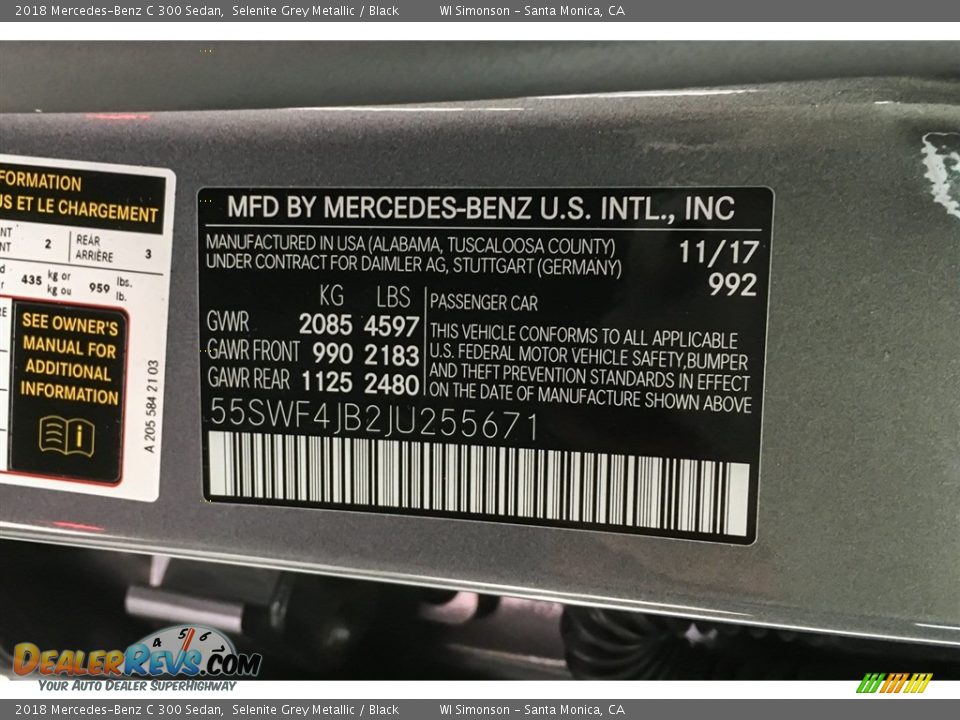 2018 Mercedes-Benz C 300 Sedan, Selenite Grey Metallic / Black WI Simonson - Santa Monica, CA
FORMATION
US ET LE CHARGEMENT
2 REAR ARRIÈRE 3
435 kg or kg ou 959 lbs. lb.
SEE OWNER'S
MANUAL FOR
ADDITIONAL
INFORMATION
A 205 584 21 03
MFD BY MERCEDES-BENZ U.S. INTL., INC
MANUFACTURED IN USA (ALABAMA, TUSCALOOSA COUNTY) 11/17
UNDER CONTRACT FOR DAIMLER AG, STUTTGART (GERMANY) 992
KG LBS
GVWR 2085 4597
GAWR FRONT 990 2183
GAWR REAR 1125 2480
PASSENGER CAR
THIS VEHICLE CONFORMS TO ALL APPLICABLE
U.S. FEDERAL MOTOR VEHICLE SAFETY,BUMPER
AND THEFT PREVENTION STANDARDS IN EFFECT
ON THE DATE OF MANUFACTURE SHOWN ABOVE
55SWF4JB2JU255671
4 5 6
DEALERREVS.COM
YOUR AUTO DEALER SUPERHIGHWAY
2018 Mercedes-Benz C 300 Sedan, Selenite Grey Metallic / Black WI Simonson - Santa Monica, CA